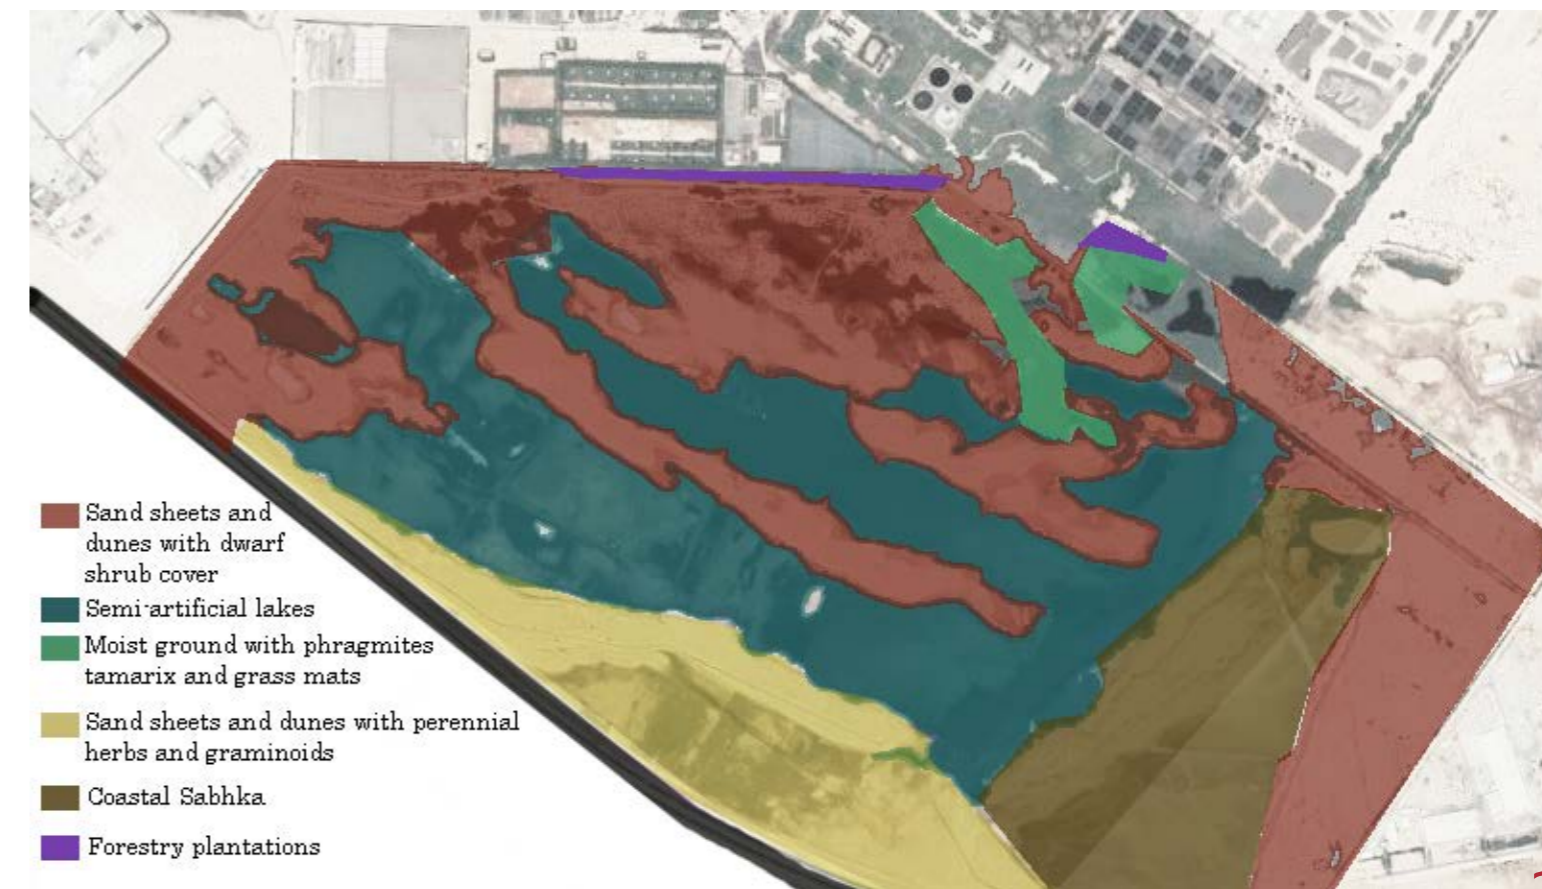 Sand sheets and
dunes with dwarf
shrub cover
Semi-artificial lakes
Moist ground with phragmites
tamarix and grass mats
Sand sheets and dunes with perennial
herbs and graminoids
Coastal Sabhka
Forestry plantations